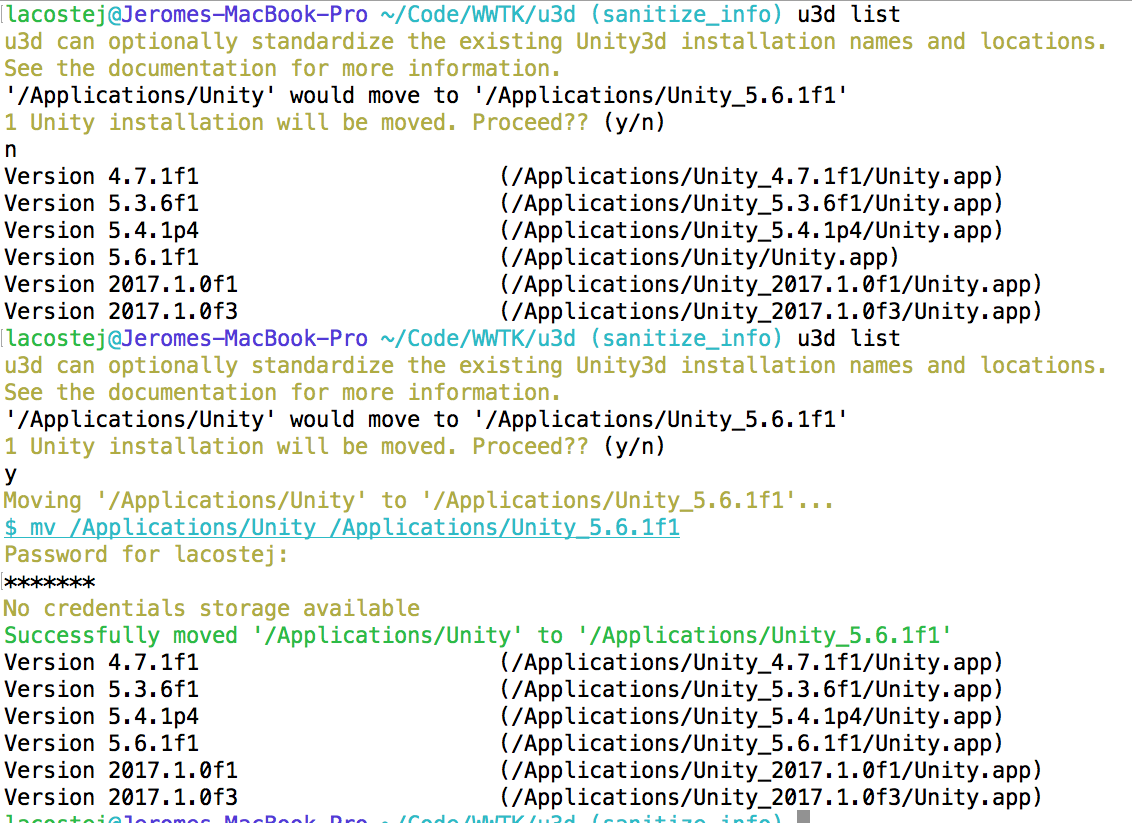 lacostej@Jeromes-MacBook-Pro ~/Code/WWTK/u3d (sanitize_info) u3d list
u3d can optionally standardize the existing Unity3d installation names and locations.
See the documentation for more information.
'/Applications/Unity' would move to '/Applications/Unity_5.6.1f1'
1 Unity installation will be moved. Proceed?? (y/n)
n
Version 4.7.1f1 (/Applications/Unity_4.7.1f1/Unity.app)
Version 5.3.6f1 (/Applications/Unity_5.3.6f1/Unity.app)
Version 5.4.1p4 (/Applications/Unity_5.4.1p4/Unity.app)
Version 5.6.1f1 (/Applications/Unity/Unity.app)
Version 2017.1.0f1 (/Applications/Unity_2017.1.0f1/Unity.app)
Version 2017.1.0f3 (/Applications/Unity_2017.1.0f3/Unity.app)
lacostej@Jeromes-MacBook-Pro ~/Code/WWTK/u3d (sanitize_info) u3d list
u3d can optionally standardize the existing Unity3d installation names and locations.
See the documentation for more information.
'/Applications/Unity' would move to '/Applications/Unity_5.6.1f1'
1 Unity installation will be moved. Proceed?? (y/n)
y
Moving '/Applications/Unity' to '/Applications/Unity_5.6.1f1'...
$ mv /Applications/Unity /Applications/Unity_5.6.1f1
Password for lacostej:
*******
No credentials storage available
Successfully moved '/Applications/Unity' to '/Applications/Unity_5.6.1f1'
Version 4.7.1f1 (/Applications/Unity_4.7.1f1/Unity.app)
Version 5.3.6f1 (/Applications/Unity_5.3.6f1/Unity.app)
Version 5.4.1p4 (/Applications/Unity_5.4.1p4/Unity.app)
Version 5.6.1f1 (/Applications/Unity_5.6.1f1/Unity.app)
Version 2017.1.0f1 (/Applications/Unity_2017.1.0f1/Unity.app)
Version 2017.1.0f3 (/Applications/Unity_2017.1.0f3/Unity.app)
lacostej@Jeromes-MacBook-Pro ~/Code/WWTK/u3d (sanitize_info)